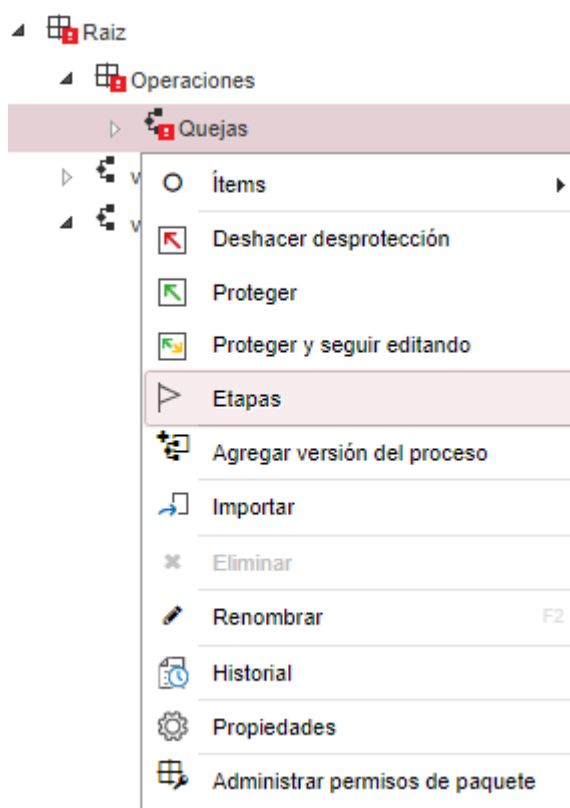 Raiz
Operaciones
Quejas
v
Ítems
v
Deshacer desprotección
Proteger
Proteger y seguir editando
Etapas
Agregar versión del proceso
Importar
Eliminar
Renombrar F2
Historial
Propiedades
Administrar permisos de paquete